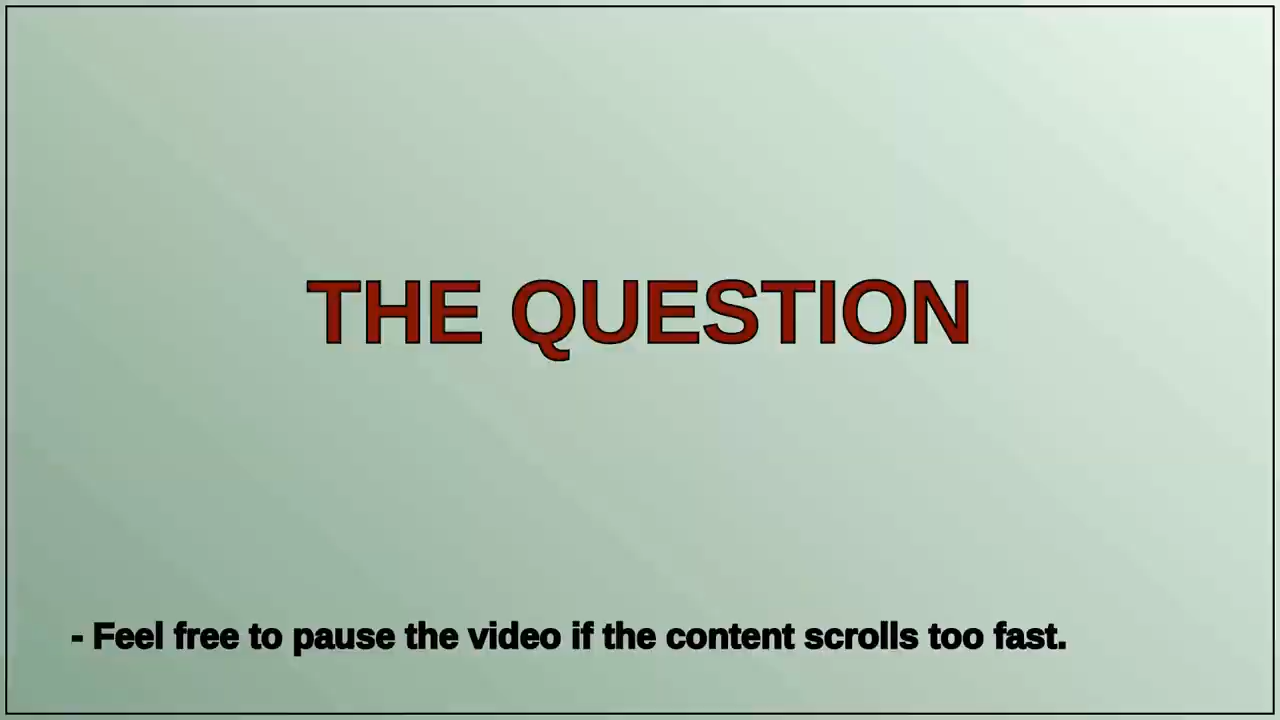 THE QUESTION
- Feel free to pause the video if the content scrolls too fast.